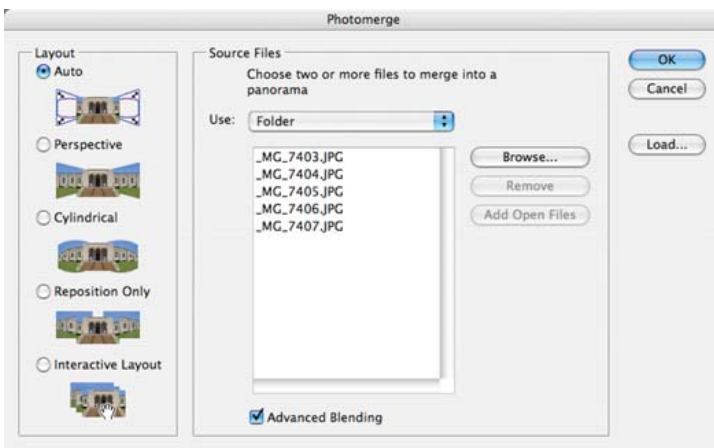 Photomerge
Layout
Auto
Perspective
Cylindrical
Reposition Only
Interactive Layout
Source Files
Choose two or more files to merge into a
panorama
Use: Folder
_MG_7403.JPG
_MG_7404.JPG
_MG_7405.JPG
_MG_7406.JPG
_MG_7407.JPG
Browse...
Remove
Add Open Files
Advanced Blending
OK
Cancel
Load...